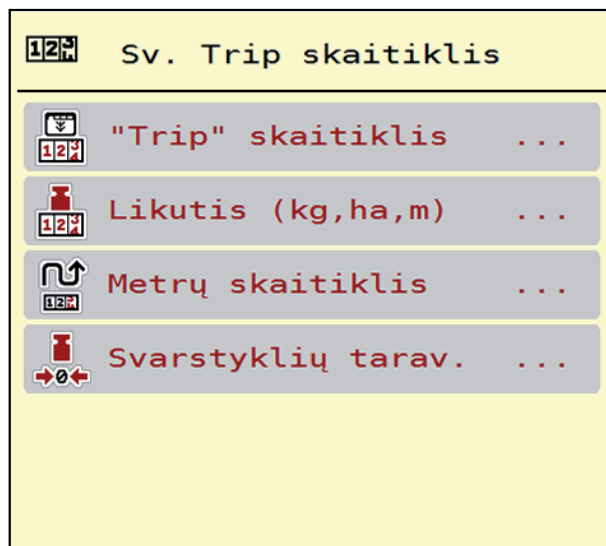 Sv. Trip skaitiklis
"Trip" skaitiklis ...
Likutis (kg,ha,m) ...
Metrų skaitiklis ...
Svarstyklių tarav. ...